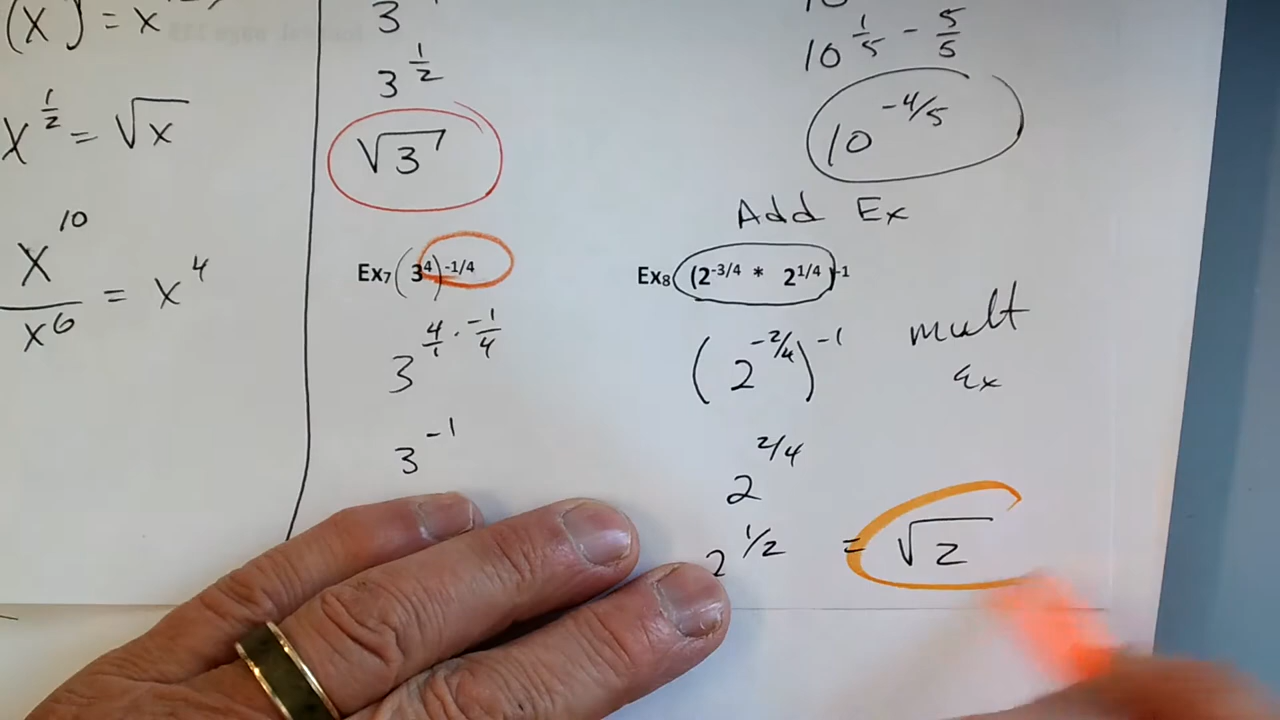 (x ) = x
x^{1/2} = √x
x^{10} / x^6 = x^4
3
3^{1/2}
√3
Ex7 (3^4)^{-1/4}
3^{4/1 · -1/4}
3^{-1}
10
10^{1/5 - 5/5}
10^{-4/5}
Add Ex
Ex8 (2^{-3/4} * 2^{1/4})^{-1}
(2^{-2/4})^{-1}
mult
Ex
2^{2/4}
2^{1/2} = √2